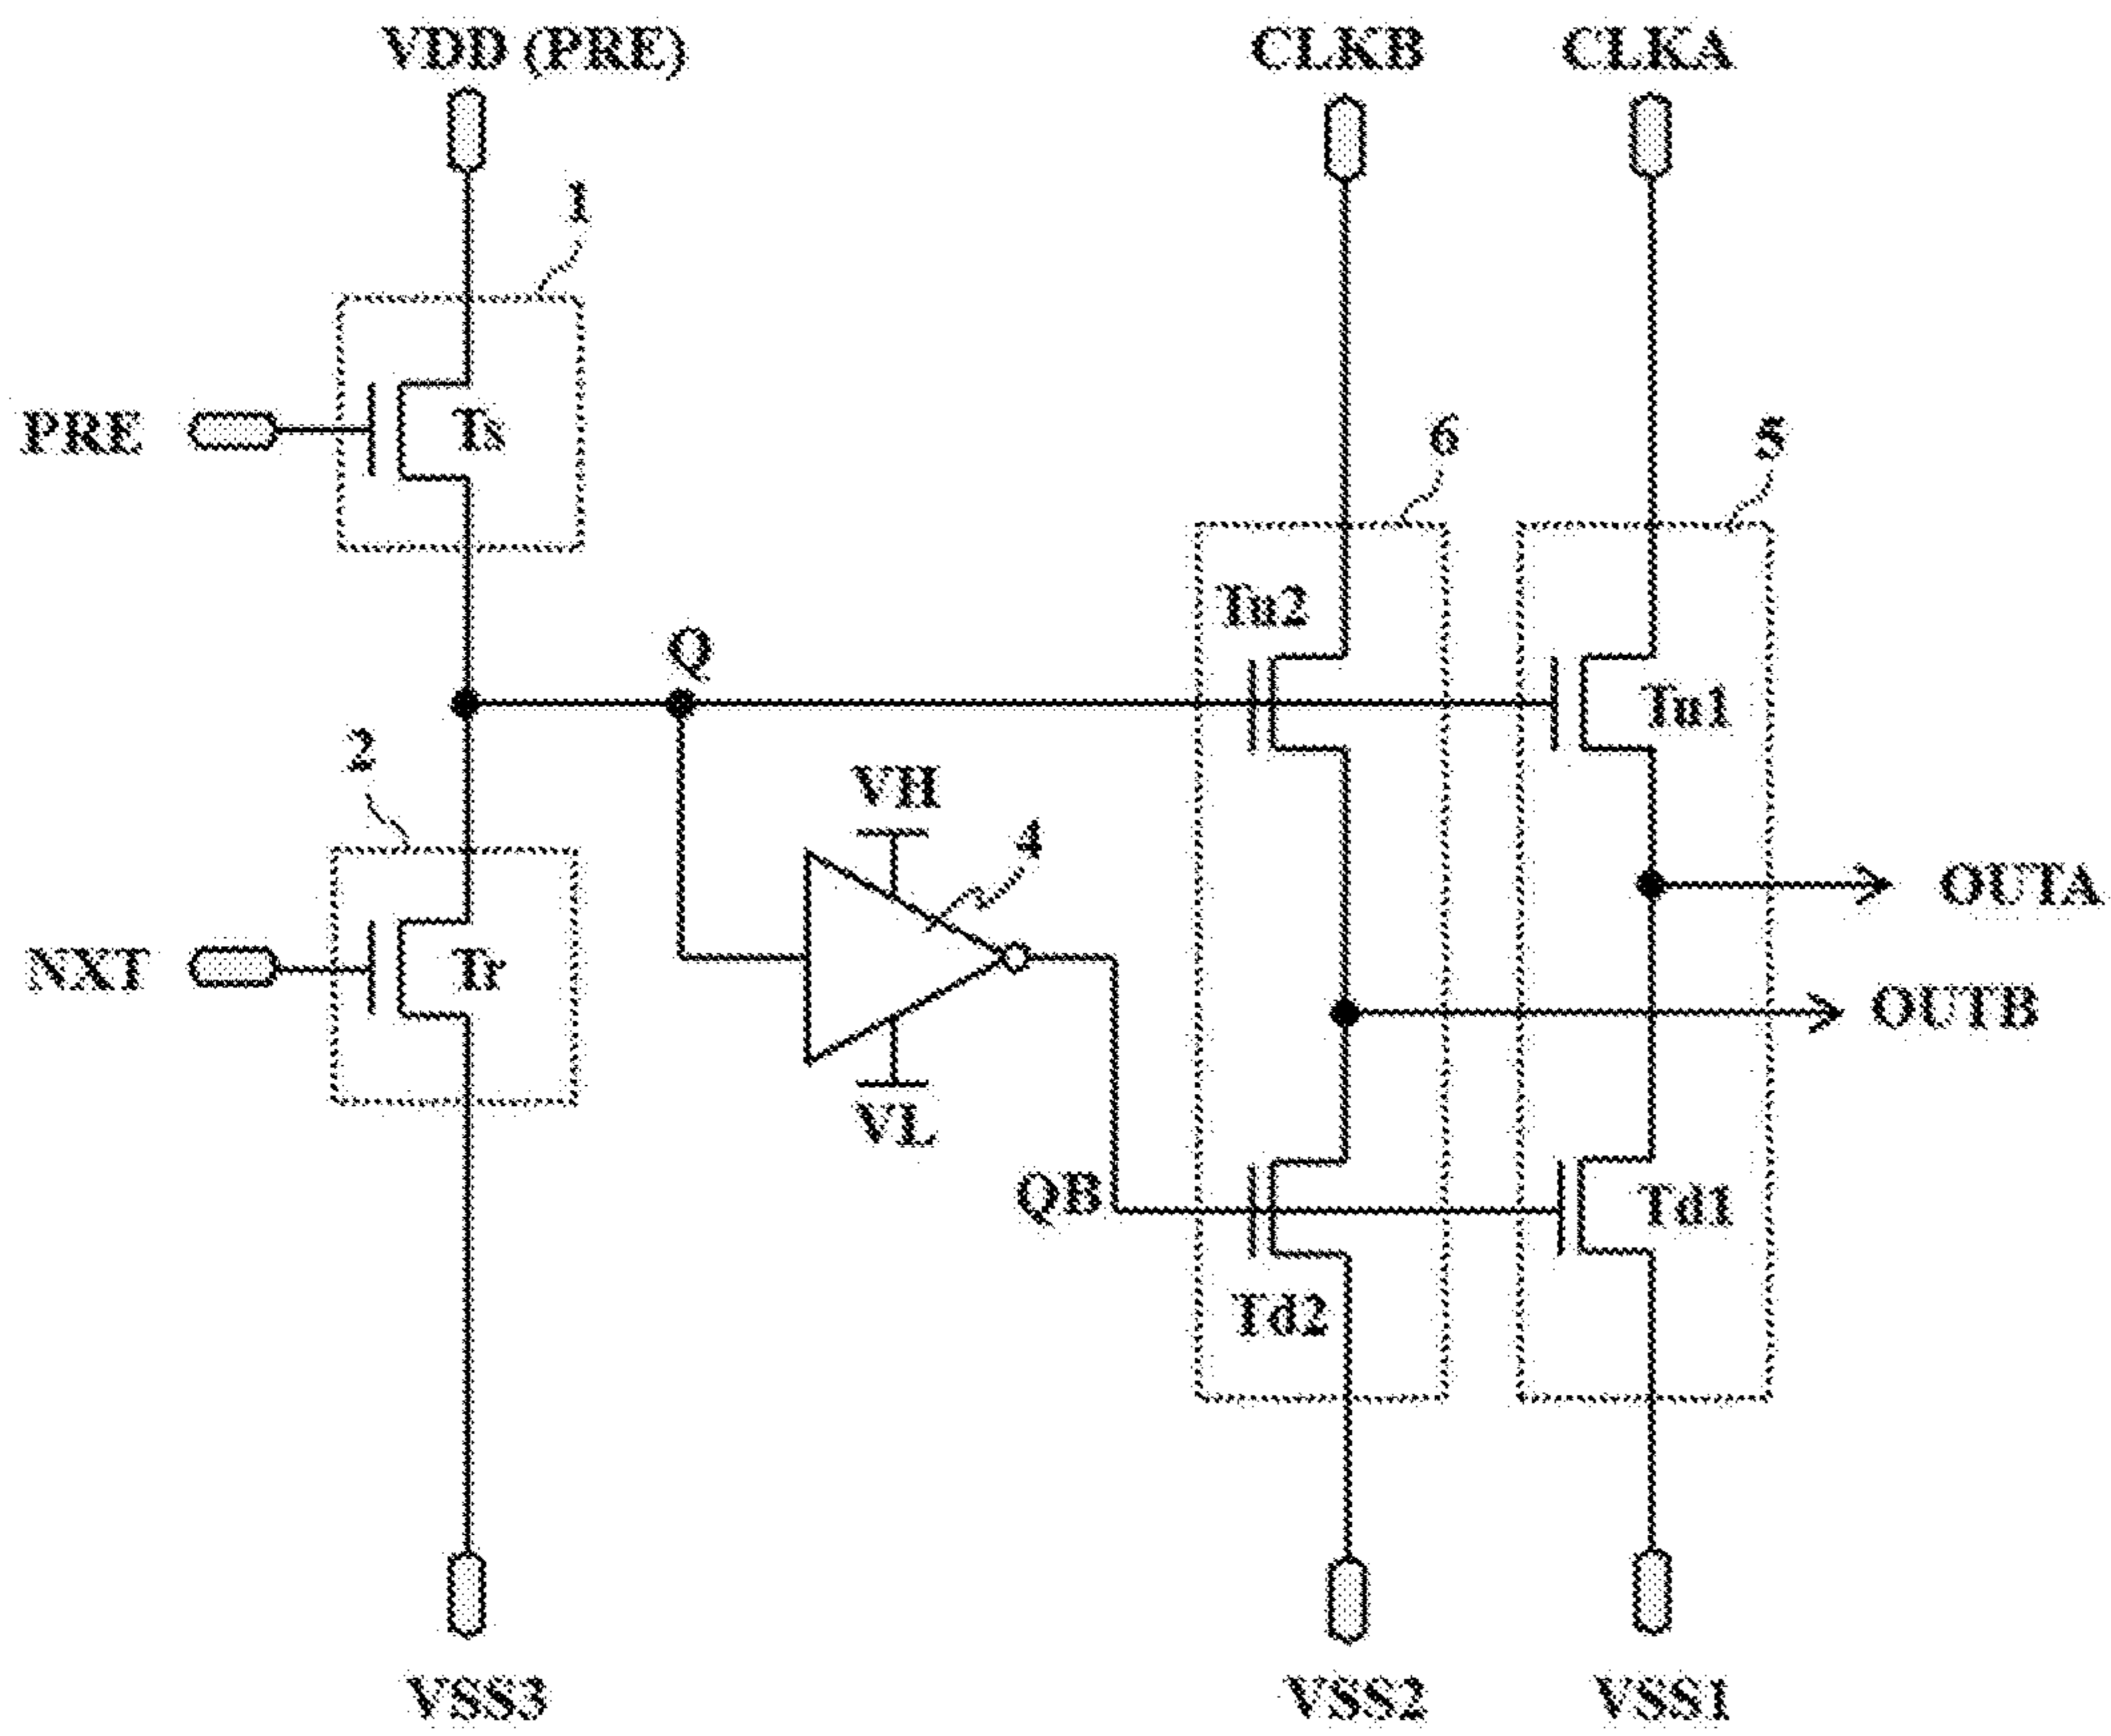 VDD (PRE)
CLKB
CLKA
1
PRE
Ts
6
5
Tu2
Q
Tu1
2
VH
4
OUTA
NXT
Tr
OUTB
VL
QB
Td1
Td2
VSS3
VSS2
VSS1